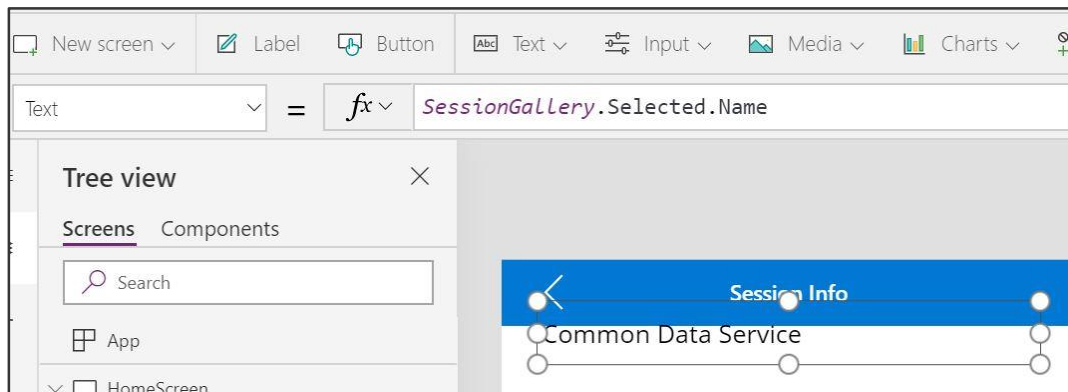 New screen Label Button Abc Text Input Media Charts
Text = fx SessionGallery.Selected.Name
Tree view
Screens Components
Search
App
HomeScreen
Session Info
Common Data Service